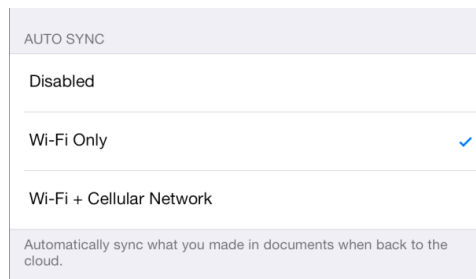 AUTO SYNC
Disabled
Wi-Fi Only
Wi-Fi + Cellular Network
Automatically sync what you made in documents when back to the
cloud.